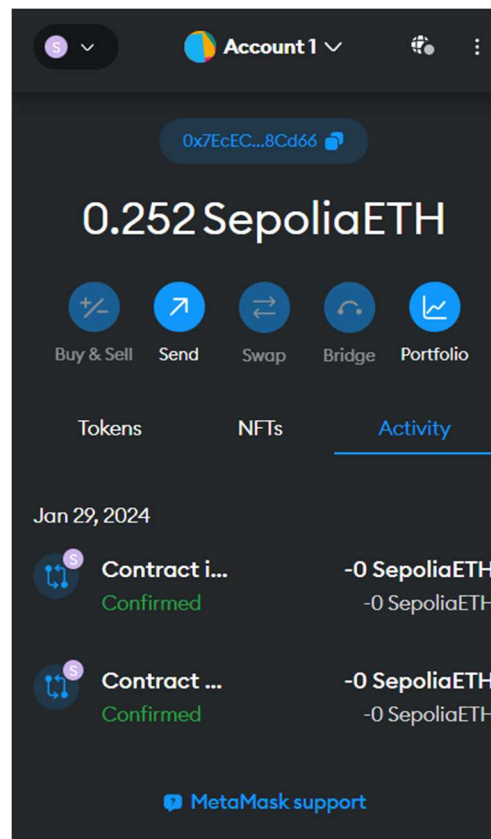 S
Account 1
0x7EcEC...8Cd66
0.252 SepoliaETH
Buy & Sell Send Swap Bridge Portfolio
Tokens NFTs Activity
Jan 29, 2024
S
Contract i... -0 SepoliaETH
Confirmed -0 SepoliaETH
S
Contract ... -0 SepoliaETH
Confirmed -0 SepoliaETH
MetaMask support